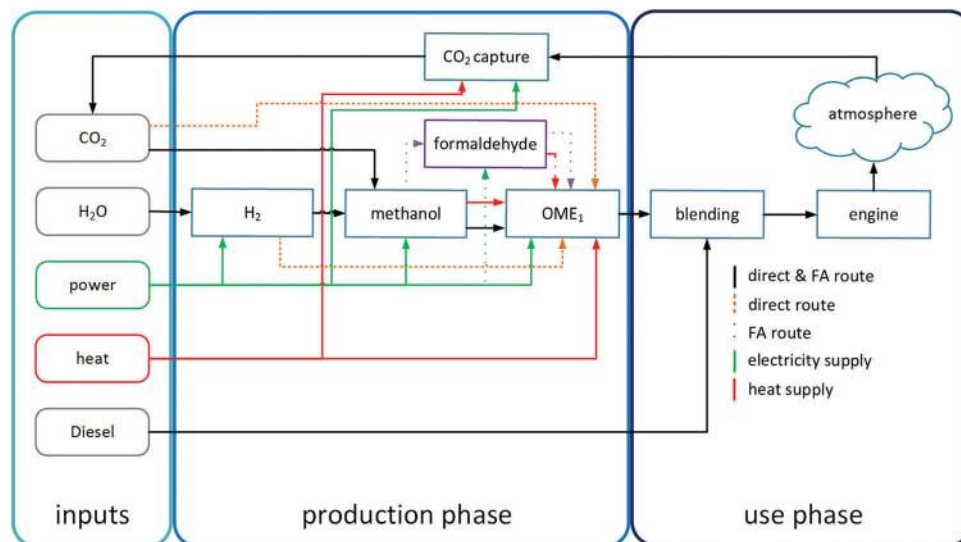 CO₂ capture
atmosphere
CO₂
formaldehyde
H₂O
H₂
methanol
OME₁
blending
engine
power
direct & FA route
direct route
FA route
electricity supply
heat supply
heat
Diesel
inputs
production phase
use phase